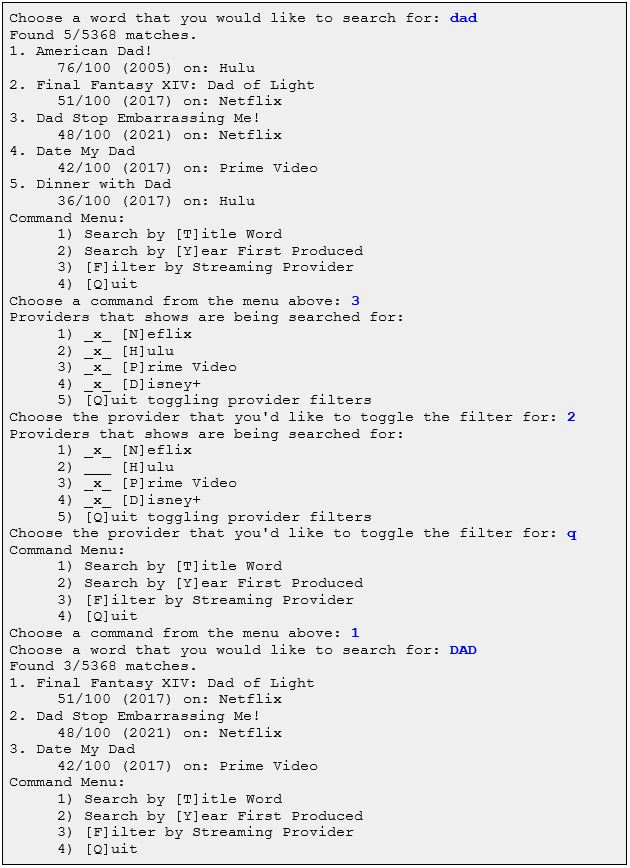 Choose a word that you would like to search for: dad
Found 5/5368 matches.
1. American Dad!
76/100 (2005) on: Hulu
2. Final Fantasy XIV: Dad of Light
51/100 (2017) on: Netflix
3. Dad Stop Embarrassing Me!
48/100 (2021) on: Netflix
4. Date My Dad
42/100 (2017) on: Prime Video
5. Dinner with Dad
36/100 (2017) on: Hulu
Command Menu:
1) Search by [T]itle Word
2) Search by [Y]ear First Produced
3) [F]ilter by Streaming Provider
4) [Q]uit
Choose a command from the menu above: 3
Providers that shows are being searched for:
1) _x_ [N]eflix
2) _x_ [H]ulu
3) _x_ [P]rime Video
4) _x_ [D]isney+
5) [Q]uit toggling provider filters
Choose the provider that you'd like to toggle the filter for: 2
Providers that shows are being searched for:
1) _x_ [N]eflix
2) ___ [H]ulu
3) _x_ [P]rime Video
4) _x_ [D]isney+
5) [Q]uit toggling provider filters
Choose the provider that you'd like to toggle the filter for: q
Command Menu:
1) Search by [T]itle Word
2) Search by [Y]ear First Produced
3) [F]ilter by Streaming Provider
4) [Q]uit
Choose a command from the menu above: 1
Choose a word that you would like to search for: DAD
Found 3/5368 matches.
1. Final Fantasy XIV: Dad of Light
51/100 (2017) on: Netflix
2. Dad Stop Embarrassing Me!
48/100 (2021) on: Netflix
3. Date My Dad
42/100 (2017) on: Prime Video
Command Menu:
1) Search by [T]itle Word
2) Search by [Y]ear First Produced
3) [F]ilter by Streaming Provider
4) [Q]uit